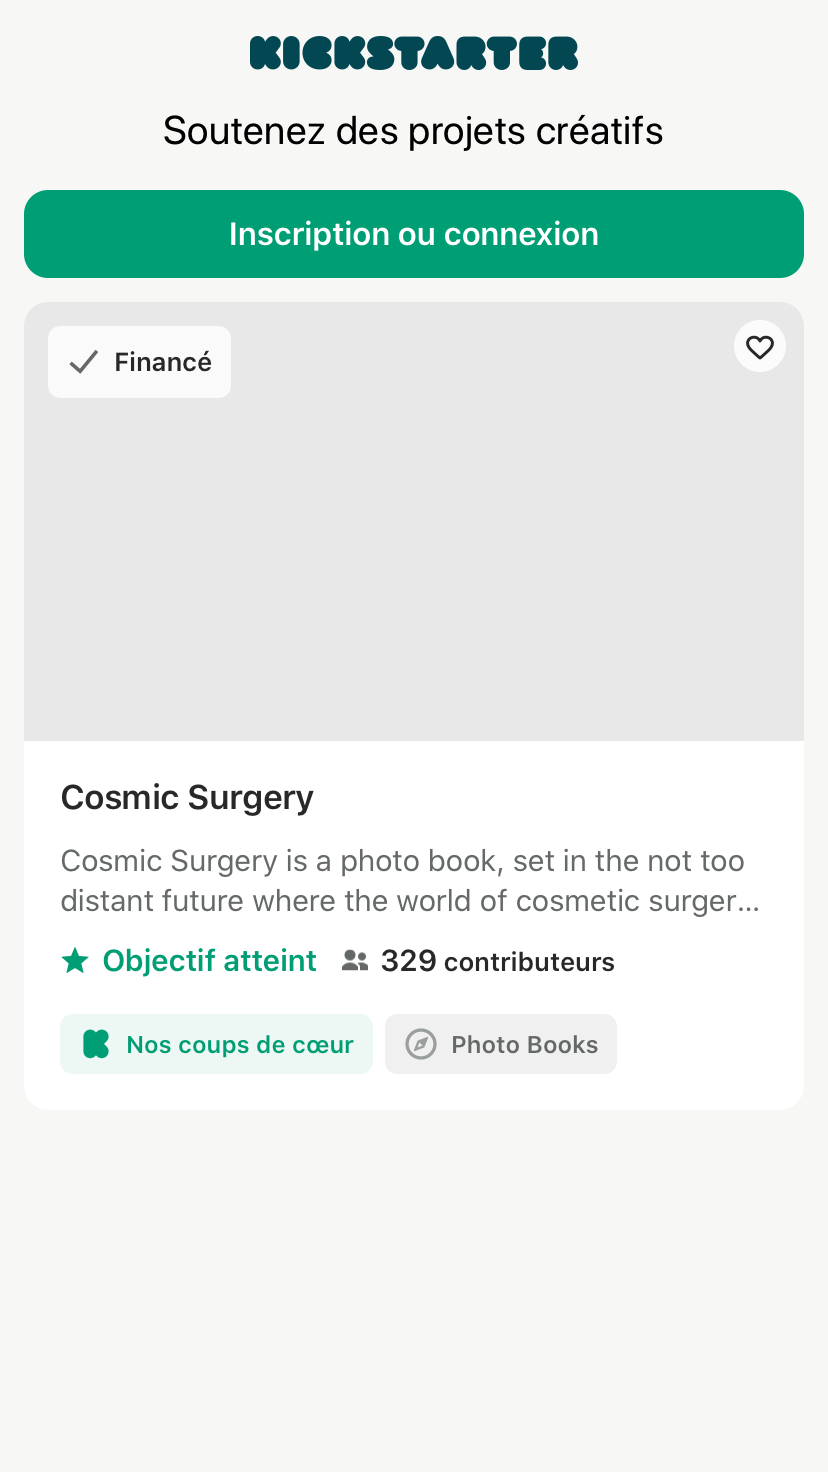 KICKSTARTER
Soutenez des projets créatifs
Inscription ou connexion
Financé
Cosmic Surgery
Cosmic Surgery is a photo book, set in the not too
distant future where the world of cosmetic surger...
Objectif atteint 329 contributeurs
Nos coups de cœur Photo Books